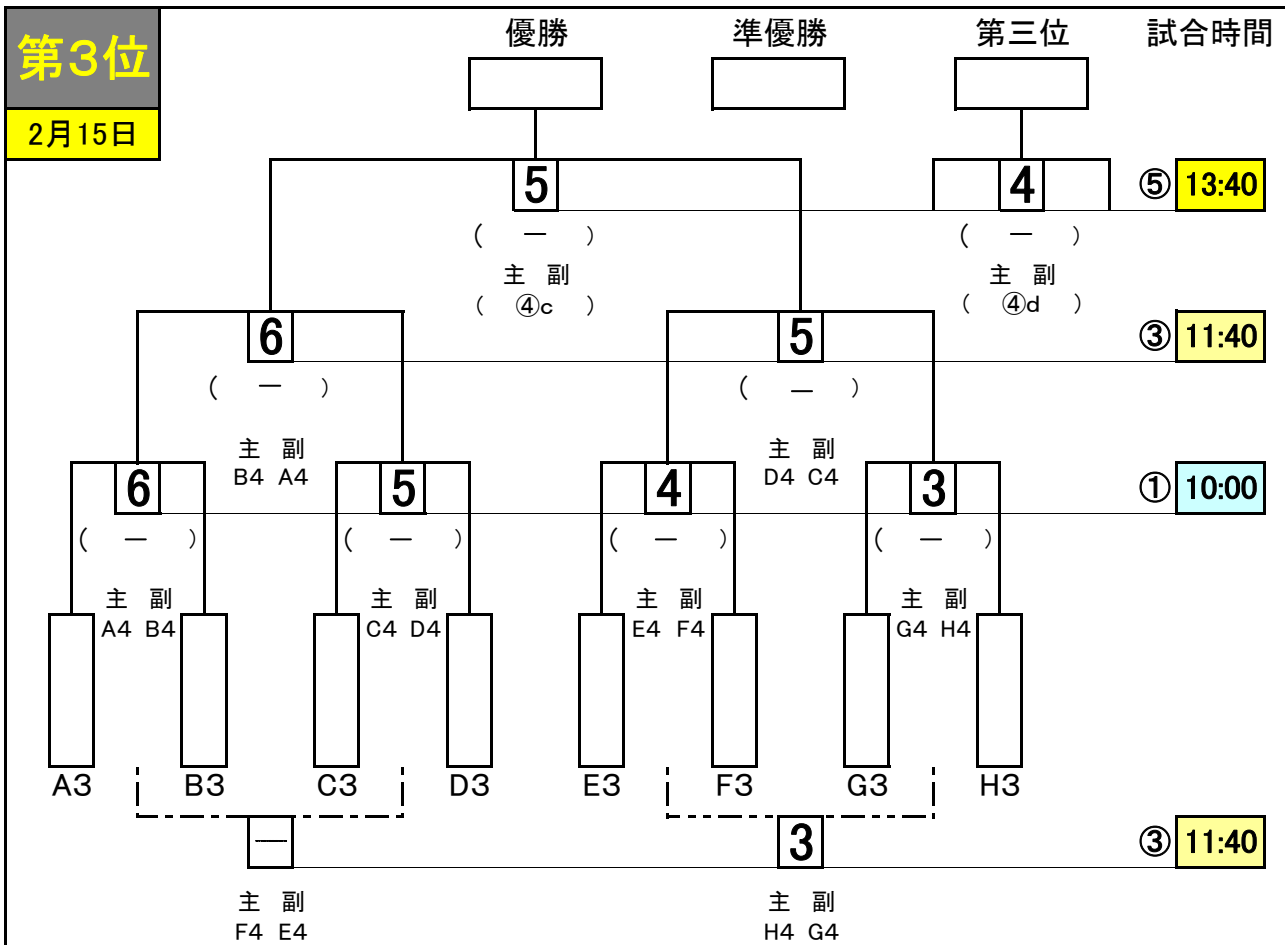 第3位
2月15日
優勝 準優勝 第三位 試合時間
5 4 ⑤ 13:40
( ー ) ( ー )
主 副 主 副
( ④c ) ( ④d )
6 5 ③ 11:40
( ー ) ( ー )
主 副 主 副
B4 A4 D4 C4
6 5 4 3 ① 10:00
( ー ) ( ー ) ( ー ) ( ー )
主 副 主 副 主 副 主 副
A4 B4 C4 D4 E4 F4 G4 H4
A3 B3 C3 D3 E3 F3 G3 H3
― 3 ③ 11:40
主 副 主 副
F4 E4 H4 G4